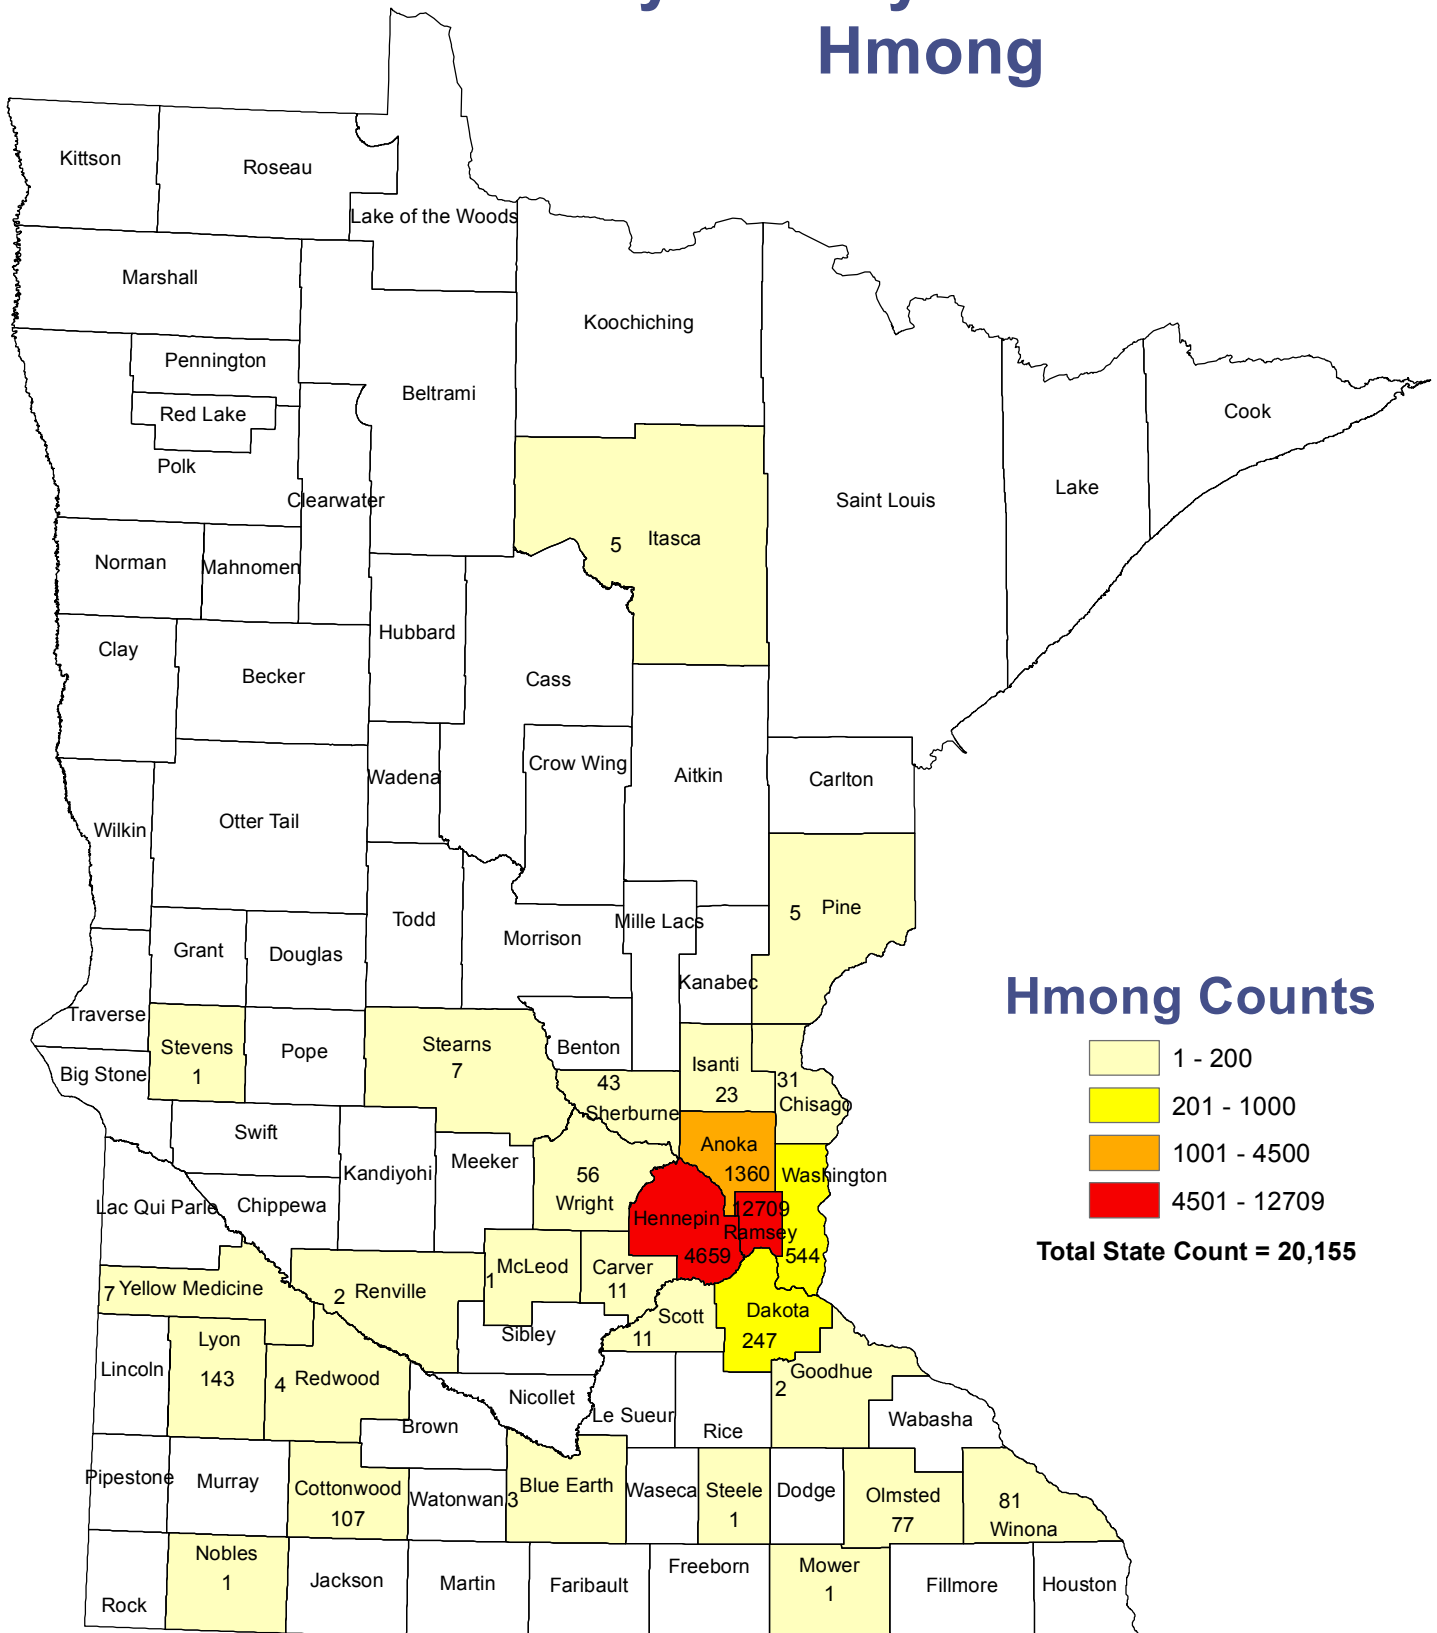 Hmong
Kittson
Roseau
Lake of the Woods
Marshall
Koochiching
Pennington
Beltrami
Red Lake
Cook
Polk
Clearwater
Saint Louis
Lake
5 Itasca
Norman
Mahnomen
Hubbard
Clay
Becker
Cass
Crow Wing
Aitkin
Carlton
Wadena
Otter Tail
Wilkin
5 Pine
Todd
Mille Lacs
Morrison
Grant
Douglas
Kanabec
Hmong Counts
Traverse
Stevens
1
Pope
Stearns
7
Benton
Isanti
23
Big Stone
43
Sherburne
31
Chisago
1 - 200
201 - 1000
1001 - 4500
4501 - 12709
Total State Count = 20,155
Swift
Kandiyohi
Meeker
Anoka
1360
Washington
544
56
Wright
Lac Qui Parle
Chippewa
Hennepin
4659
12709
Ramsey
7 Yellow Medicine
2 Renville
1 McLeod
Carver
11
Scott
11
Dakota
247
Sibley
Lincoln
Lyon
143
4 Redwood
Goodhue
2
Nicollet
Le Sueur
Rice
Wabasha
Brown
Pipestone
Murray
Cottonwood
107
Watonwan
3 Blue Earth
Waseca
Steele
1
Dodge
Olmsted
77
81
Winona
Nobles
1
Rock
Jackson
Martin
Faribault
Freeborn
Mower
1
Fillmore
Houston